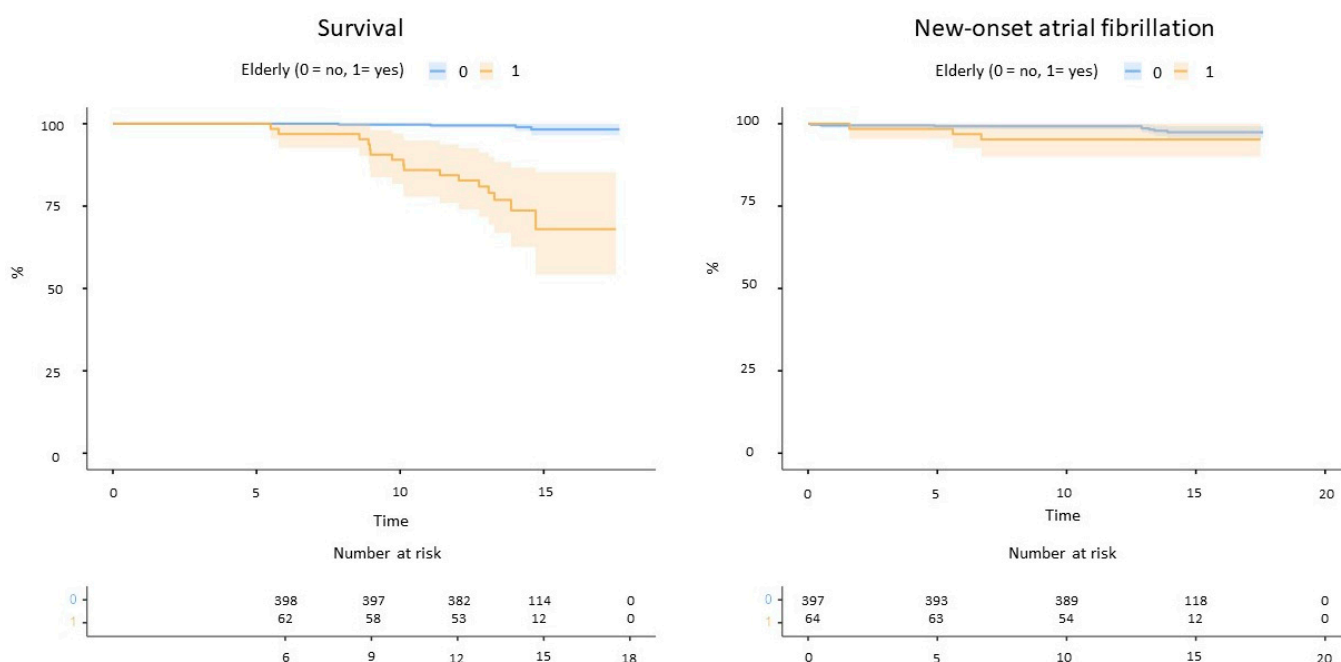 Survival
Elderly (0 = no, 1= yes) 0 1
100
75
%
50
25
0
0 5 10 15
Time
Number at risk
0 398 397 382 114 0
1 62 58 53 12 0
6 9 12 15 18
New-onset atrial fibrillation
Elderly (0 = no, 1= yes) 0 1
100
75
%
50
25
0
0 5 10 15 20
Time
Number at risk
0 397 393 389 118 0
1 64 63 54 12 0
0 5 10 15 20